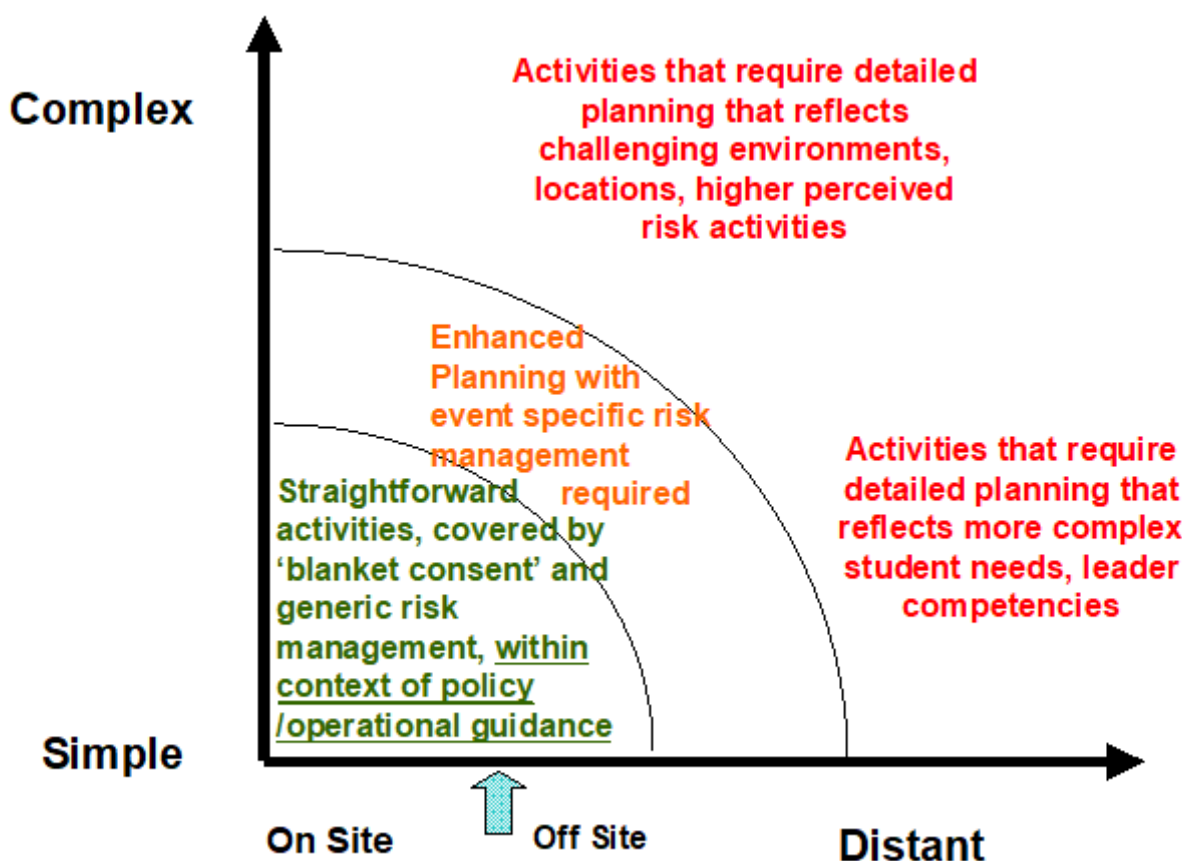 Complex
Activities that require detailed
planning that reflects
challenging environments,
locations, higher perceived
risk activities
Enhanced
Planning with
event specific risk
management
required
Straightforward
activities, covered by
‘blanket consent’ and
generic risk
management, within
context of policy
/operational guidance
Activities that require
detailed planning that
reflects more complex
student needs, leader
competencies
Simple
On Site
Off Site
Distant